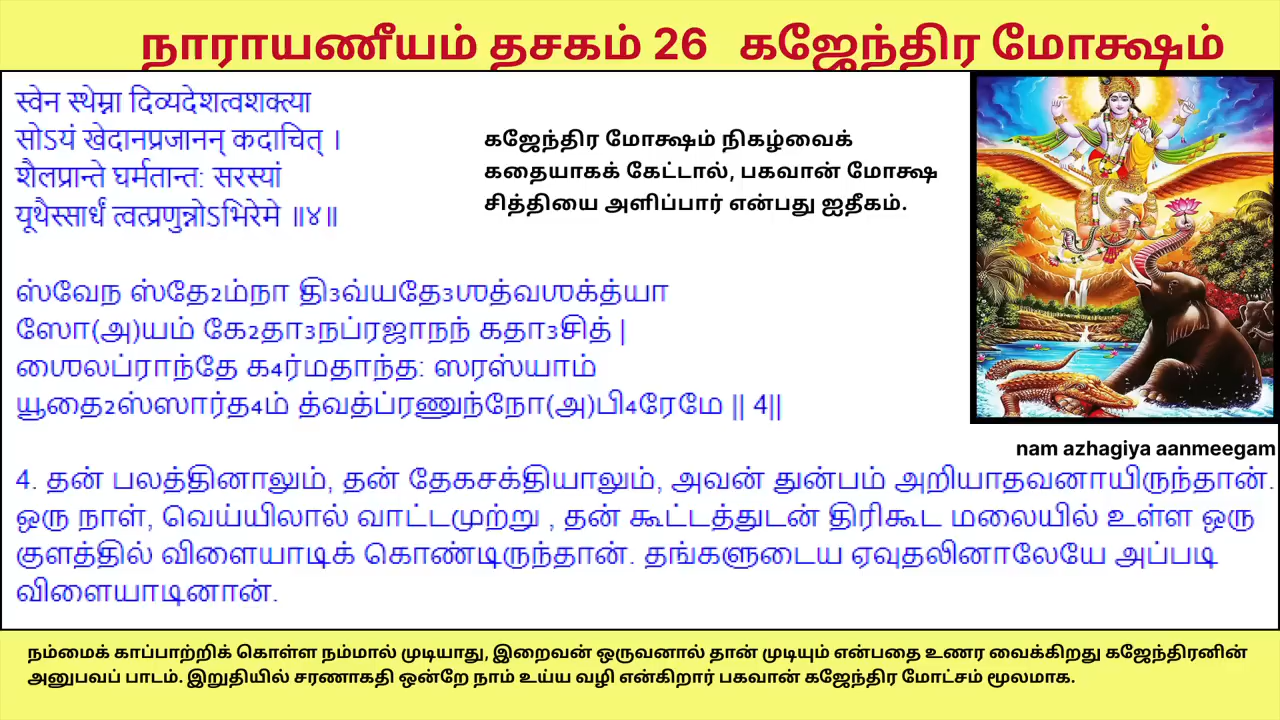 நாராயணீயம் தசகம் 26 கஜேந்திர மோக்ஷம்
स्वेन स्थेम्ना दिव्यदेशत्वशक्त्या
सोऽयं खेदानप्रजानन् कदाचित् ।
शैलप्रान्ते घर्मतान्त: सरस्यां
यूथैस्सार्धं त्वत्प्रणुन्नोऽभिरेमे ॥४॥
கஜேந்திர மோக்ஷம் நிகழ்வைக்
கதையாகக் கேட்டால், பகவான் மோக்ஷ
சித்தியை அளிப்பார் என்பது ஐதீகம்.
ஸ்வேந ஸ்தே₂ம்நா தி₃வ்யதே₃ஶத்வஶக்த்யா
ஸோ(அ)யம் கே₂தா₃நப்ரஜாநந் கதா₃சித் |
ஶைலப்ராந்தே க₄ர்மதாந்த: ஸரஸ்யாம்
யூதை₂ஸ்ஸார்த₄ம் த்வத்ப்ரணுந்நோ(அ)பி₄ரேமே || 4||
nam azhagiya aanmeegam
4. தன் பலத்தினாலும், தன் தேகசக்தியாலும், அவன் துன்பம் அறியாதவனாயிருந்தான்.
ஒரு நாள், வெய்யிலால் வாட்டமுற்று , தன் கூட்டத்துடன் திரிகூட மலையில் உள்ள ஒரு
குளத்தில் விளையாடிக் கொண்டிருந்தான். தங்களுடைய ஏவுதலினாலேயே அப்படி
விளையாடினான்.
நம்மைக் காப்பாற்றிக் கொள்ள நம்மால் முடியாது, இறைவன் ஒருவனால் தான் முடியும் என்பதை உணர வைக்கிறது கஜேந்திரனின்
அனுபவப் பாடம். இறுதியில் சரணாகதி ஒன்றே நாம் உய்ய வழி என்கிறார் பகவான் கஜேந்திர மோட்சம் மூலமாக.